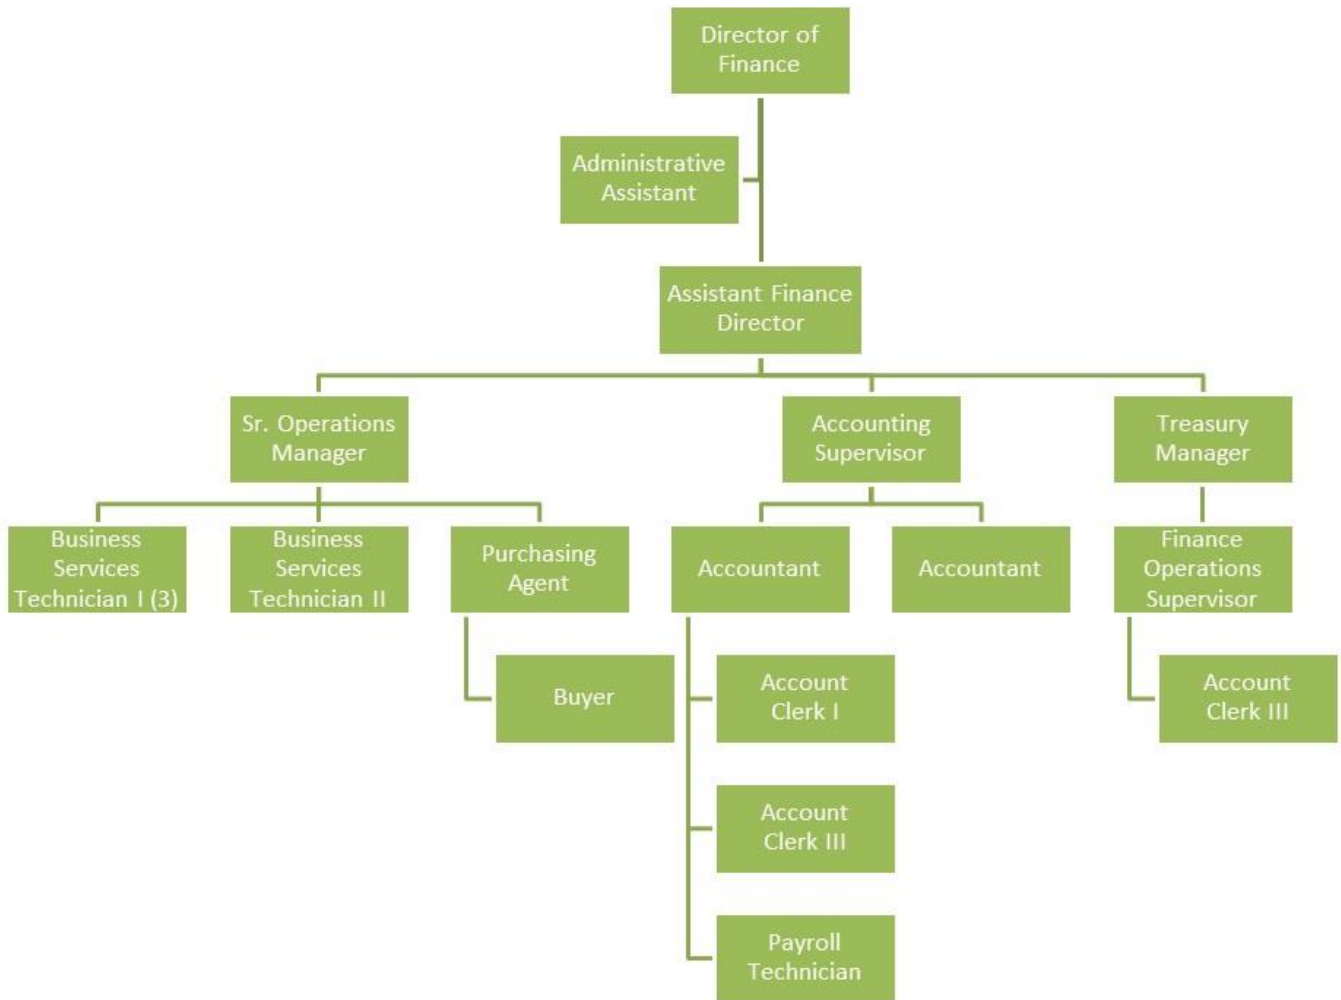 Director of
Finance
Administrative
Assistant
Assistant Finance
Director
Sr. Operations
Manager
Accounting
Supervisor
Treasury
Manager
Business
Services
Technician I (3)
Business
Services
Technician II
Purchasing
Agent
Accountant
Accountant
Finance
Operations
Supervisor
Buyer
Account
Clerk I
Account
Clerk III
Account
Clerk III
Payroll
Technician